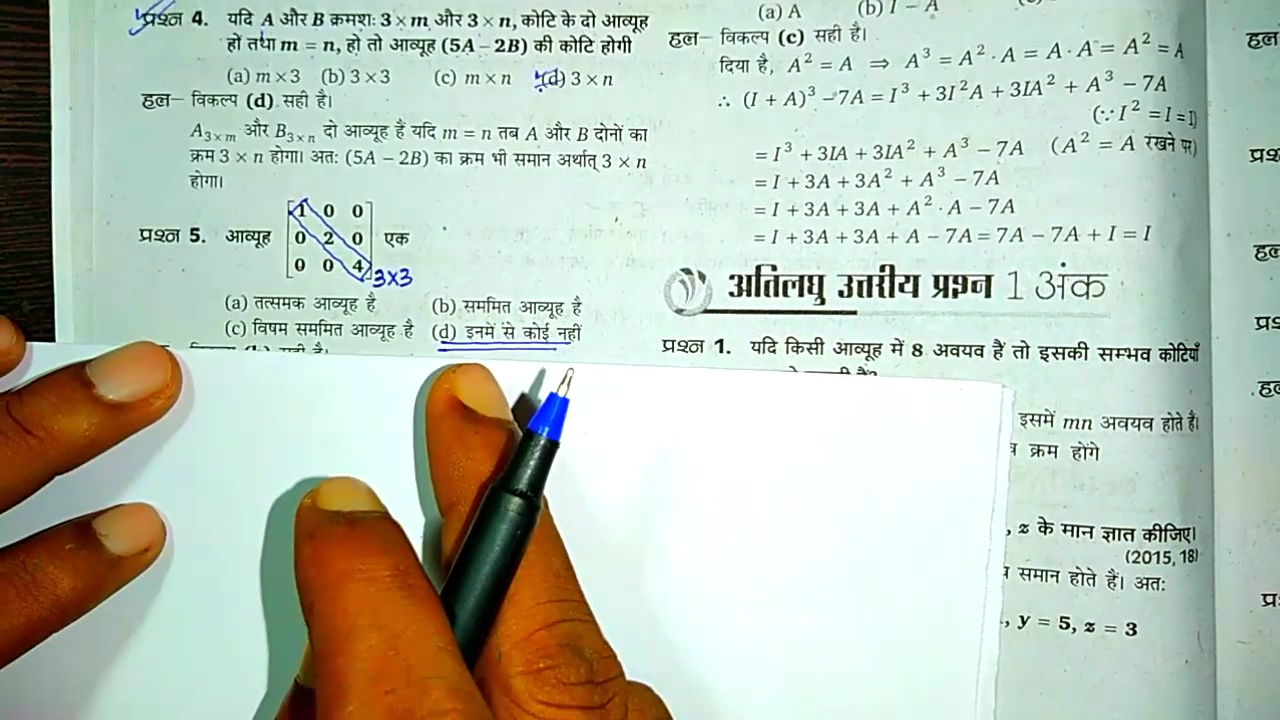 प्रश्न 4. यदि A और B क्रमशः 3 × m और 3 × n, कोटि के दो आव्यूह
हों तथा m = n, हो तो आव्यूह (5A – 2B) की कोटि होगी
(a) m × 3 (b) 3 × 3 (c) m × n (d) 3 × n
हल– विकल्प (d) सही है।
A₃ₓₘ और B₃ₓₙ दो आव्यूह हैं यदि m = n तब A और B दोनों का
क्रम 3 × n होगा। अतः (5A – 2B) का क्रम भी समान अर्थात् 3 × n
होगा।
1 0 0
प्रश्न 5. आव्यूह 0 2 0 एक
0 0 4
3×3
(a) तत्समक आव्यूह है (b) सममित आव्यूह है
(c) विषम सममित आव्यूह है (d) इनमें से कोई नहीं
(a) A (b) I – A
हल– विकल्प (c) सही है।
दिया है, A² = A ⇒ A³ = A² · A = A · A = A² = A
∴ (I + A)³ – 7A = I³ + 3I²A + 3IA² + A³ – 7A
(∵ I² = I = I)
= I³ + 3IA + 3IA² + A³ – 7A (A² = A रखने पर)
= I + 3A + 3A² + A³ – 7A
= I + 3A + 3A + A² · A – 7A
= I + 3A + 3A + A – 7A = 7A – 7A + I = I
अतिलघु उत्तरीय प्रश्न 1 अंक
प्रश्न 1. यदि किसी आव्यूह में 8 अवयव हैं तो इसकी सम्भव कोटियाँ
इसमें mn अवयव होते हैं।
क्रम होंगे
, z के मान ज्ञात कीजिए।
(2015, 18)
समान होते हैं। अतः
, y = 5, z = 3
हल
प्रश
हल
प्रः
हल
प्र